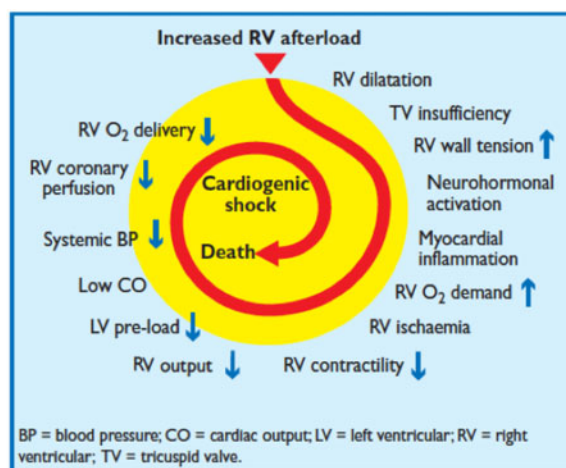 Increased RV afterload
RV dilatation
TV insufficiency
RV wall tension
Neurohormonal
activation
Myocardial
inflammation
RV O₂ demand
RV ischaemia
RV contractility
RV output
LV pre-load
Low CO
Systemic BP
RV coronary
perfusion
RV O₂ delivery
Cardiogenic
shock
Death
BP = blood pressure; CO = cardiac output; LV = left ventricular; RV = right
ventricular; TV = tricuspid valve.